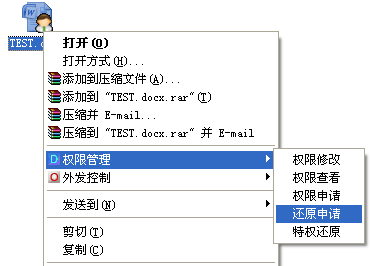 TEST.d
打开(O)
打开方式(H)...
添加到压缩文件(A)...
添加到 "TEST.docx.rar"(T)
压缩并 E-mail...
压缩到 "TEST.docx.rar" 并 E-mail
权限管理
外发控制
发送到(N)
剪切(T)
复制(C)
权限修改
权限查看
权限申请
还原申请
特权还原